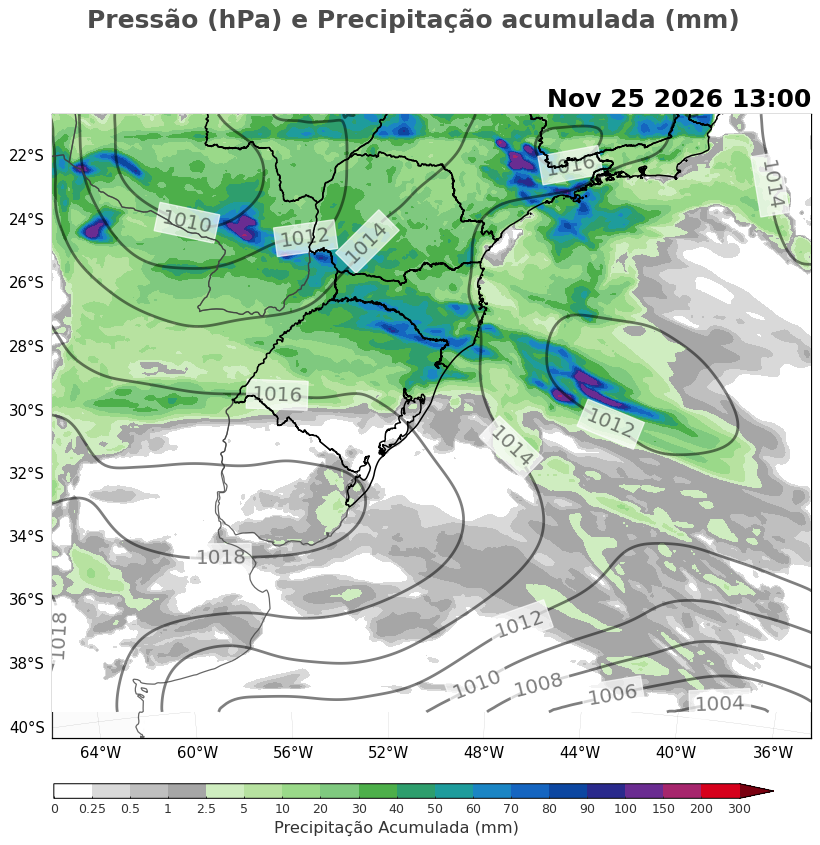 Pressão (hPa) e Precipitação acumulada (mm)
Nov 25 2026 13:00
22°S
24°S
26°S
28°S
30°S
32°S
34°S
36°S
38°S
40°S
1016
1014
1010
1012
1014
1016
1012
1014
1018
1018
1012
1010
1008
1006
1004
64°W 60°W 56°W 52°W 48°W 44°W 40°W 36°W
0 0.25 0.5 1 2.5 5 10 20 30 40 50 60 70 80 90 100 150 200 300
Precipitação Acumulada (mm)